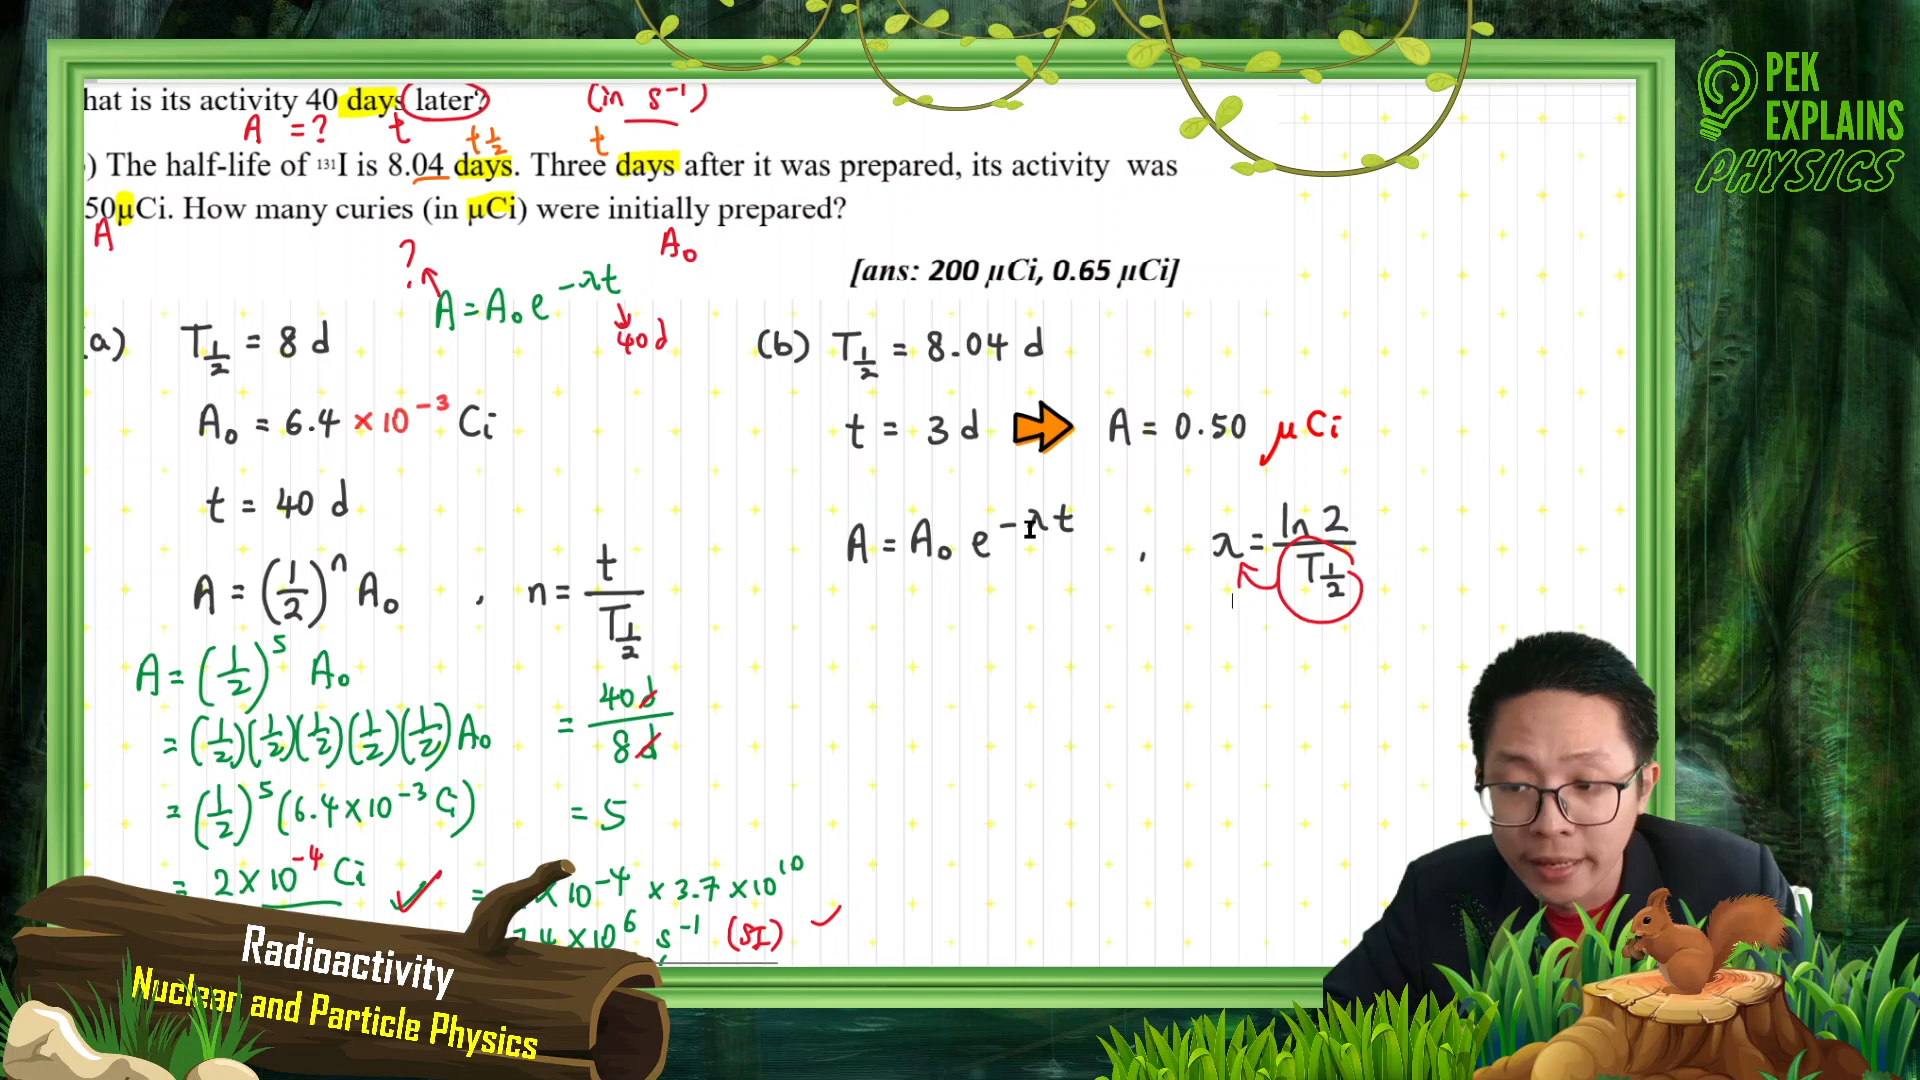 hat is its activity 40 days later?
(in s⁻¹)
A = ?
t
t½
t
) The half-life of ¹³¹I is 8.04 days. Three days after it was prepared, its activity was
50µCi. How many curies (in µCi) were initially prepared?
A
A₀
[ans: 200 µCi, 0.65 µCi]
?
A = A₀ e^(-λt)
40d
a) T½ = 8 d
A₀ = 6.4 × 10⁻³ Ci
t = 40 d
A = (1/2)ⁿ A₀ , n = t / T½
A = (1/2)⁵ A₀
= (1/2)(1/2)(1/2)(1/2)(1/2) A₀
= 40d / 8d
= (1/2)⁵ (6.4 × 10⁻³ Ci)
= 5
= 2 × 10⁻⁴ Ci
= × 10⁻⁴ × 3.7 × 10¹⁰
× 10⁶ s⁻¹ (SI)
(b) T½ = 8.04 d
t = 3 d
A = 0.50 µCi
A = A₀ e^(-λt) , λ = ln 2 / T½
Radioactivity
Nuclear and Particle Physics
PEK
EXPLAINS
PHYSICS